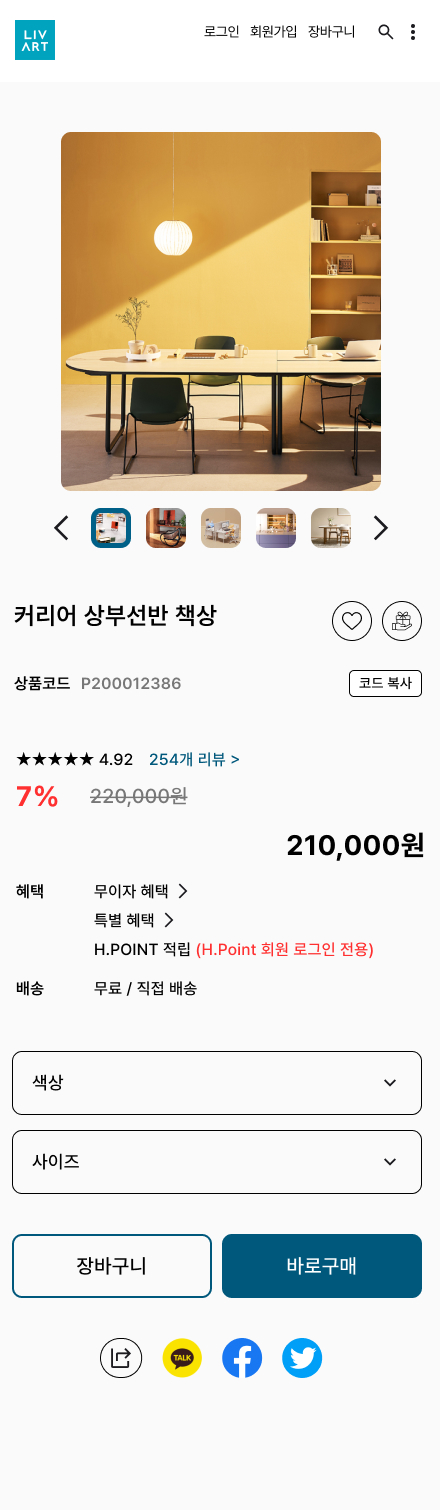 LIV
ART
로그인 회원가입 장바구니
커리어 상부선반 책상
상품코드 P200012386 코드 복사
★★★★★ 4.92 254개 리뷰 >
7% 220,000원
210,000원
혜택 무이자 혜택 >
특별 혜택 >
H.POINT 적립 (H.Point 회원 로그인 전용)
배송 무료 / 직접 배송
색상
사이즈
장바구니 바로구매
TALK